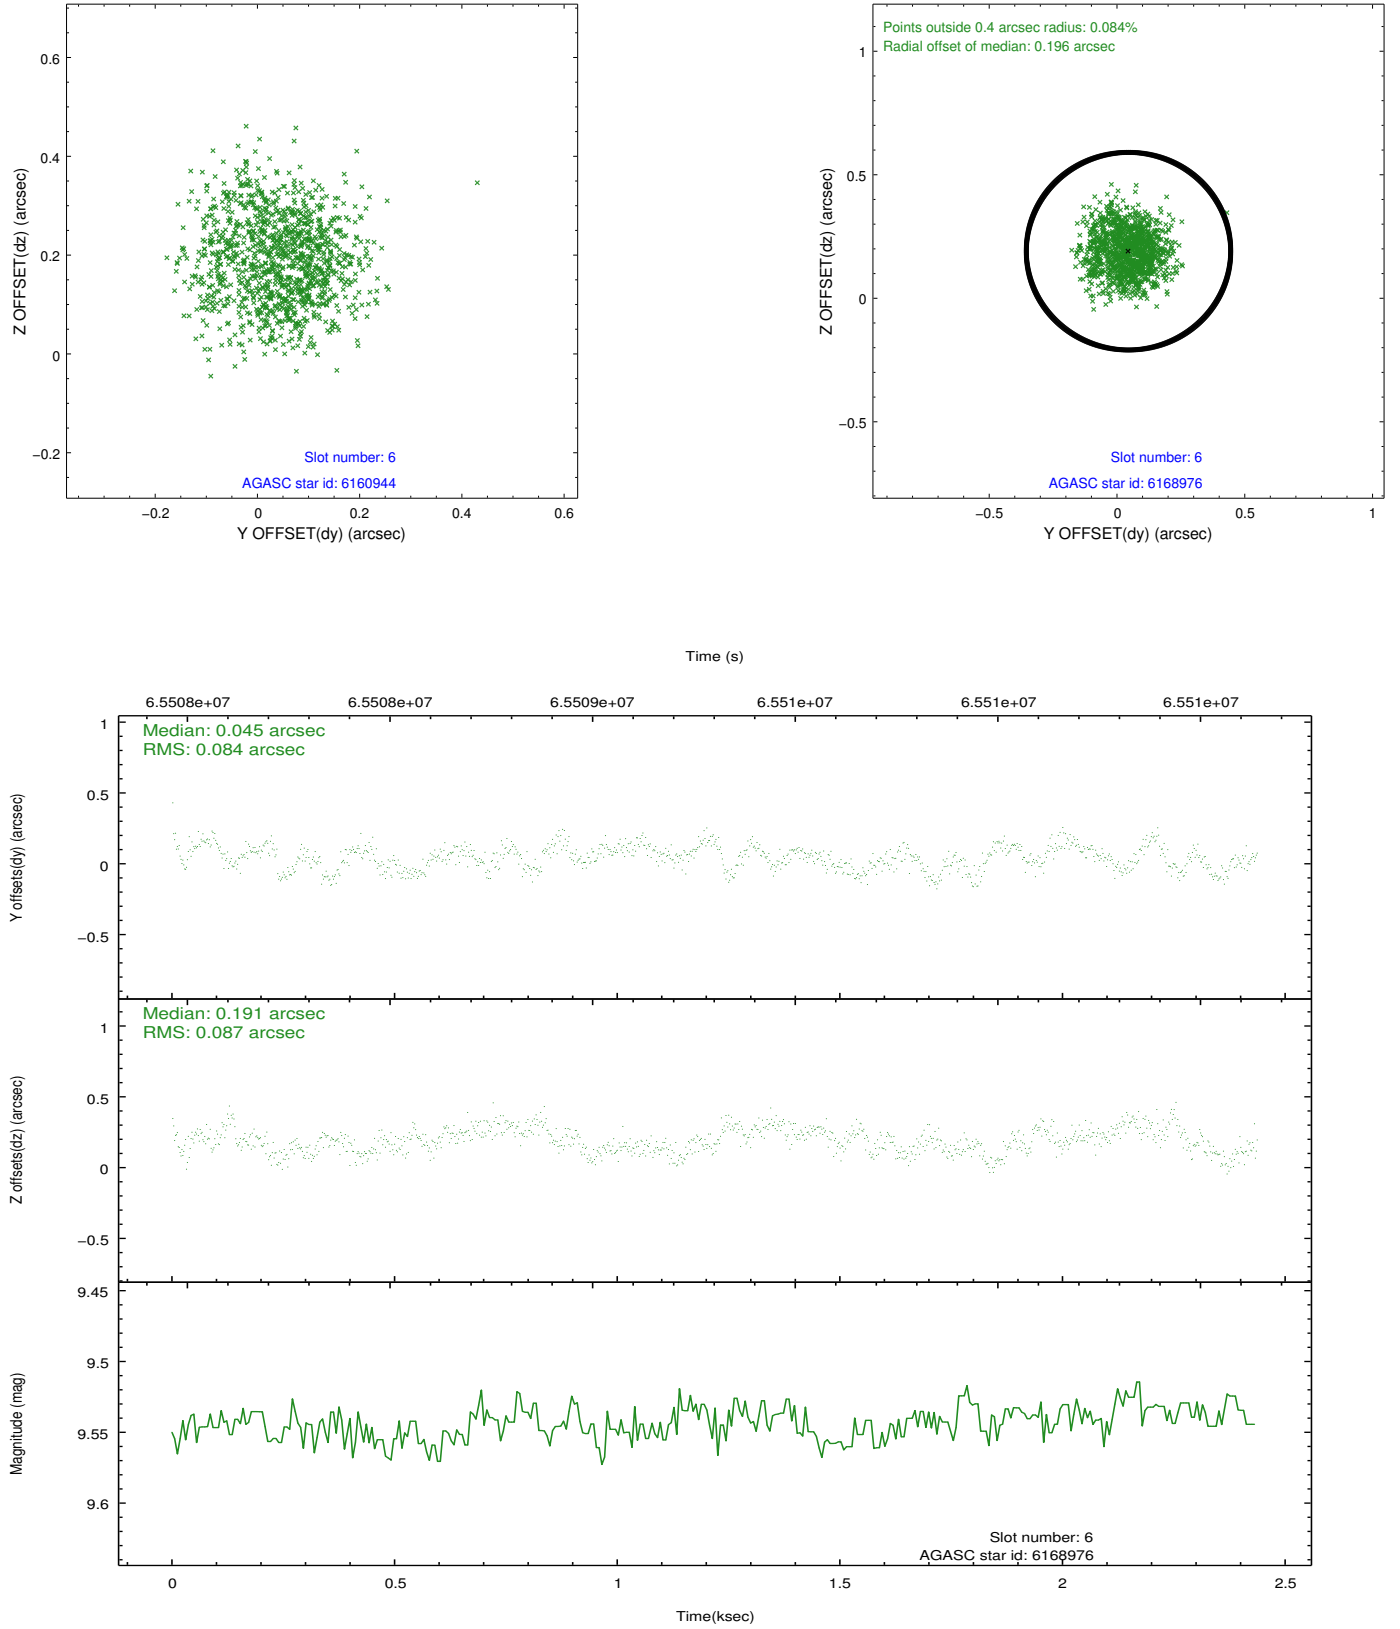 0.6
0.4
0.2
0
−0.2
−0.2
0
0.2
0.4
0.6
Z OFFSET(dz) (arcsec)
Y OFFSET(dy) (arcsec)
Slot number: 6
AGASC star id: 6160944
Points outside 0.4 arcsec radius: 0.084%
Radial offset of median: 0.196 arcsec
1
0.5
0
−0.5
−0.5
0
0.5
1
Z OFFSET(dz) (arcsec)
Y OFFSET(dy) (arcsec)
Slot number: 6
AGASC star id: 6168976
Time (s)
6.5508e+07
6.5508e+07
6.5509e+07
6.551e+07
6.551e+07
6.551e+07
Median: 0.045 arcsec
RMS: 0.084 arcsec
1
0.5
0
−0.5
Y offsets(dy) (arcsec)
Median: 0.191 arcsec
RMS: 0.087 arcsec
1
0.5
0
−0.5
Z offsets(dz) (arcsec)
9.45
9.5
9.55
9.6
Magnitude (mag)
Slot number: 6
AGASC star id: 6168976
0
0.5
1
1.5
2
2.5
Time(ksec)